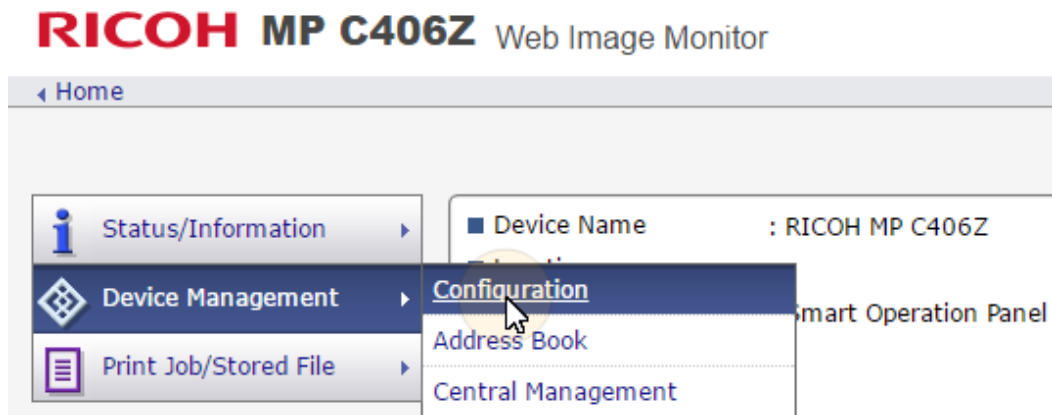 RICOH MP C406Z Web Image Monitor
Home
Status/Information
Device Name : RICOH MP C406Z
Device Management
Configuration
Smart Operation Panel
Address Book
Print Job/Stored File
Central Management